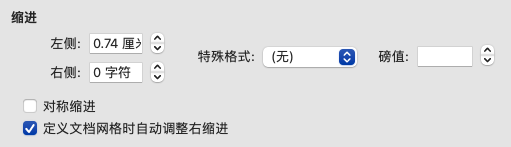 缩进
左侧: 0.74 厘
右侧: 0 字符
特殊格式: (无)
磅值:
对称缩进
定义文档网格时自动调整右缩进